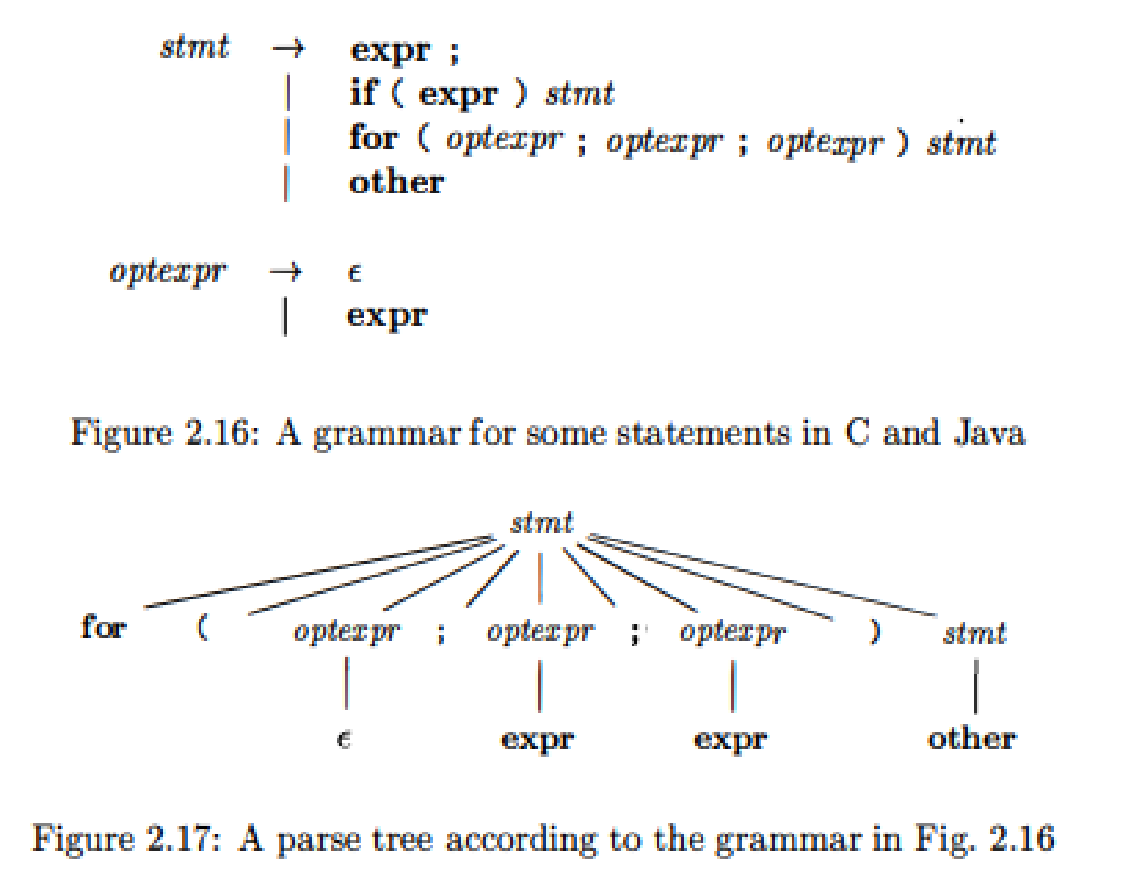 stmt → expr ;
| if ( expr ) stmt
| for ( optexpr ; optexpr ; optexpr ) stmt
| other
optexpr → ϵ
| expr
Figure 2.16: A grammar for some statements in C and Java
stmt
for ( optexpr ; optexpr ; optexpr ) stmt
ϵ expr expr other
Figure 2.17: A parse tree according to the grammar in Fig. 2.16